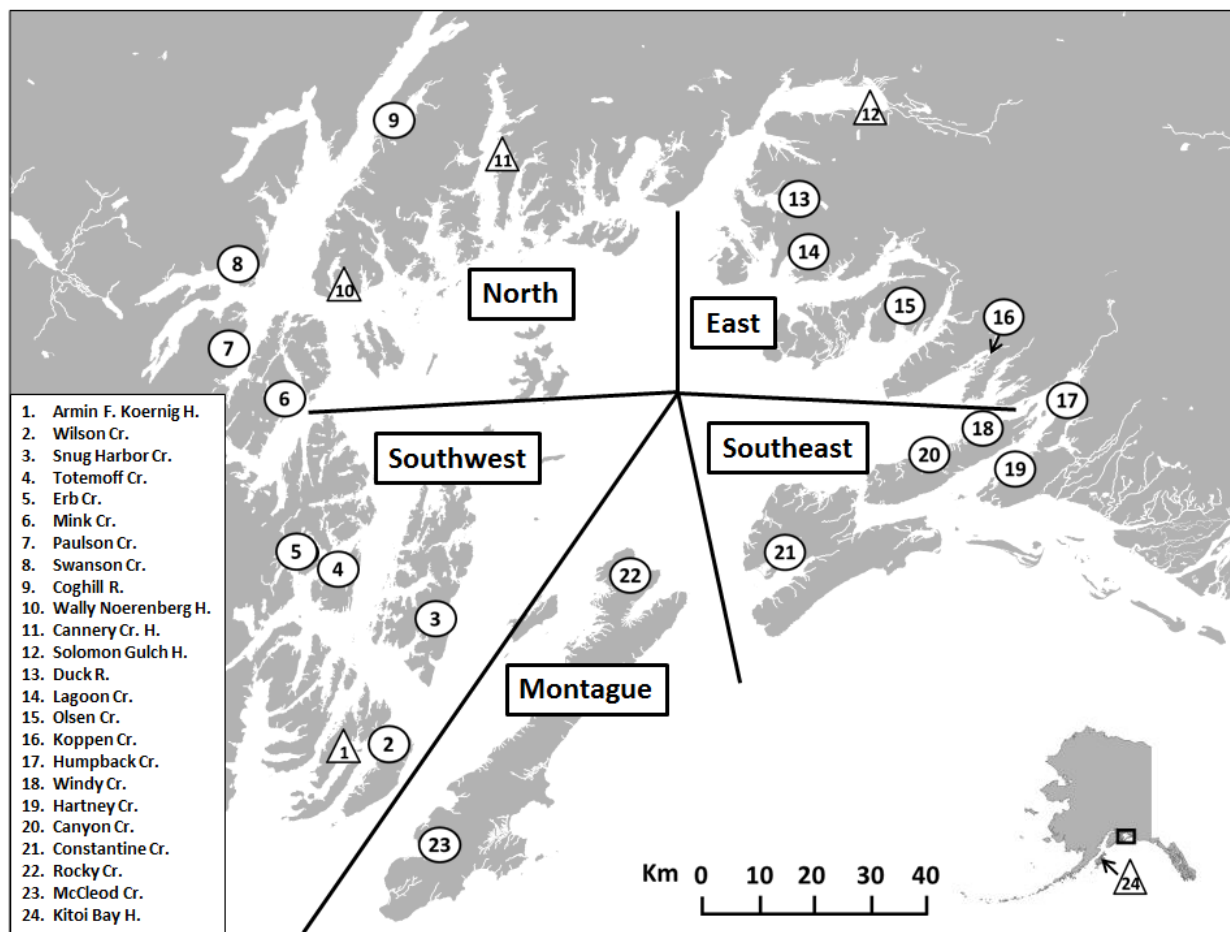 9
12
11
13
8
14
10
North
15
16
East
7
6
17
18
Southwest
Southeast
20
19
1. Armin F. Koernig H.
2. Wilson Cr.
3. Snug Harbor Cr.
4. Totemoff Cr.
5. Erb Cr.
6. Mink Cr.
7. Paulson Cr.
8. Swanson Cr.
9. Coghill R.
10. Wally Noerenberg H.
11. Cannery Cr. H.
12. Solomon Gulch H.
13. Duck R.
14. Lagoon Cr.
15. Olsen Cr.
16. Koppen Cr.
17. Humpback Cr.
18. Windy Cr.
19. Hartney Cr.
20. Canyon Cr.
21. Constantine Cr.
22. Rocky Cr.
23. McCleod Cr.
24. Kitoi Bay H.
5
4
21
22
3
Montague
1
2
23
Km 0 10 20 30 40
24